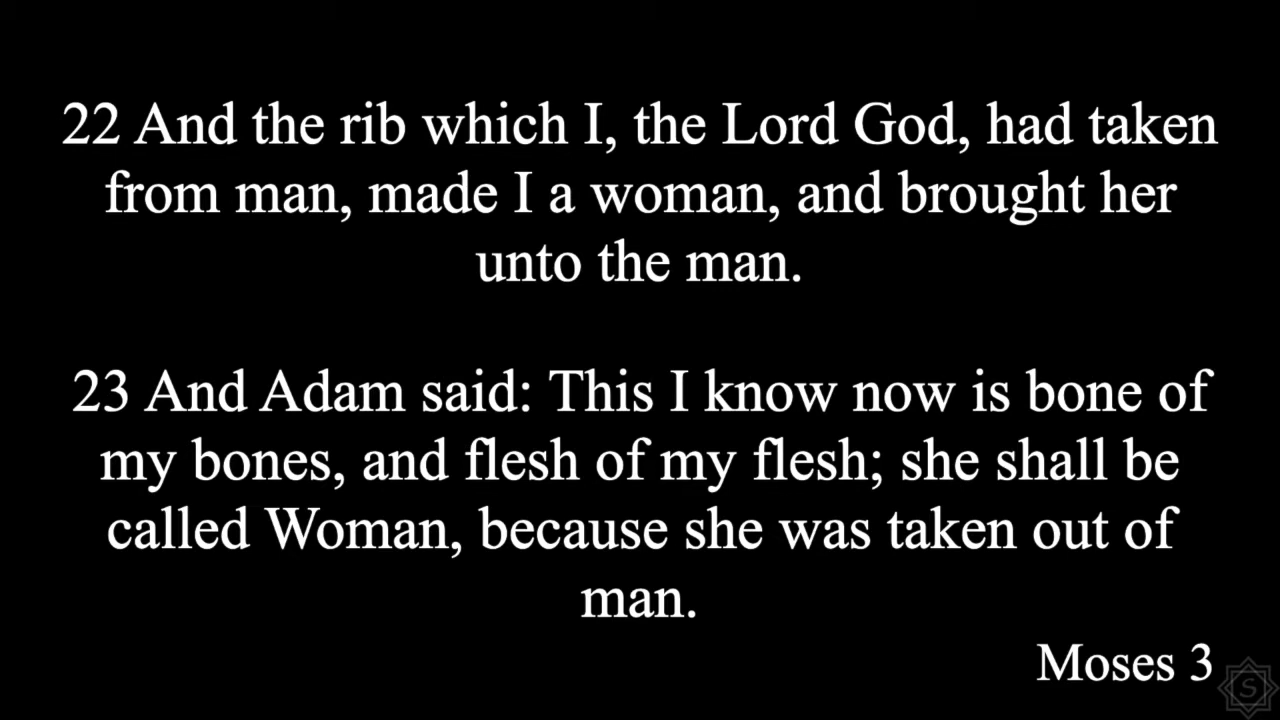 22 And the rib which I, the Lord God, had taken
from man, made I a woman, and brought her
unto the man.
23 And Adam said: This I know now is bone of
my bones, and flesh of my flesh; she shall be
called Woman, because she was taken out of
man.
Moses 3
S